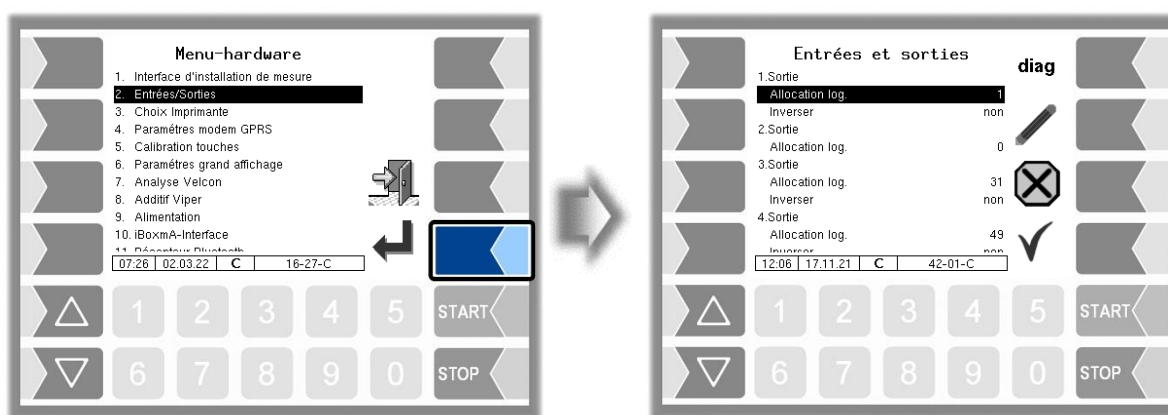 Menu-hardware
1. Interface d'installation de mesure
2. Entrées/Sorties
3. Choix Imprimante
4. Paramétres modem GPRS
5. Calibration touches
6. Paramétres grand affichage
7. Analyse Velcon
8. Additif Viper
9. Alimentation
10. iBoxmA-Interface
07:26 02.03.22 C 16-27-C
1 2 3 4 5 START
6 7 8 9 0 STOP
Entrées et sorties
diag
1.Sortie
Allocation log. 1
Inverser non
2.Sortie
Allocation log. 0
3.Sortie
Allocation log. 31
Inverser non
4.Sortie
Allocation log. 49
12:06 17.11.21 C 42-01-C
1 2 3 4 5 START
6 7 8 9 0 STOP